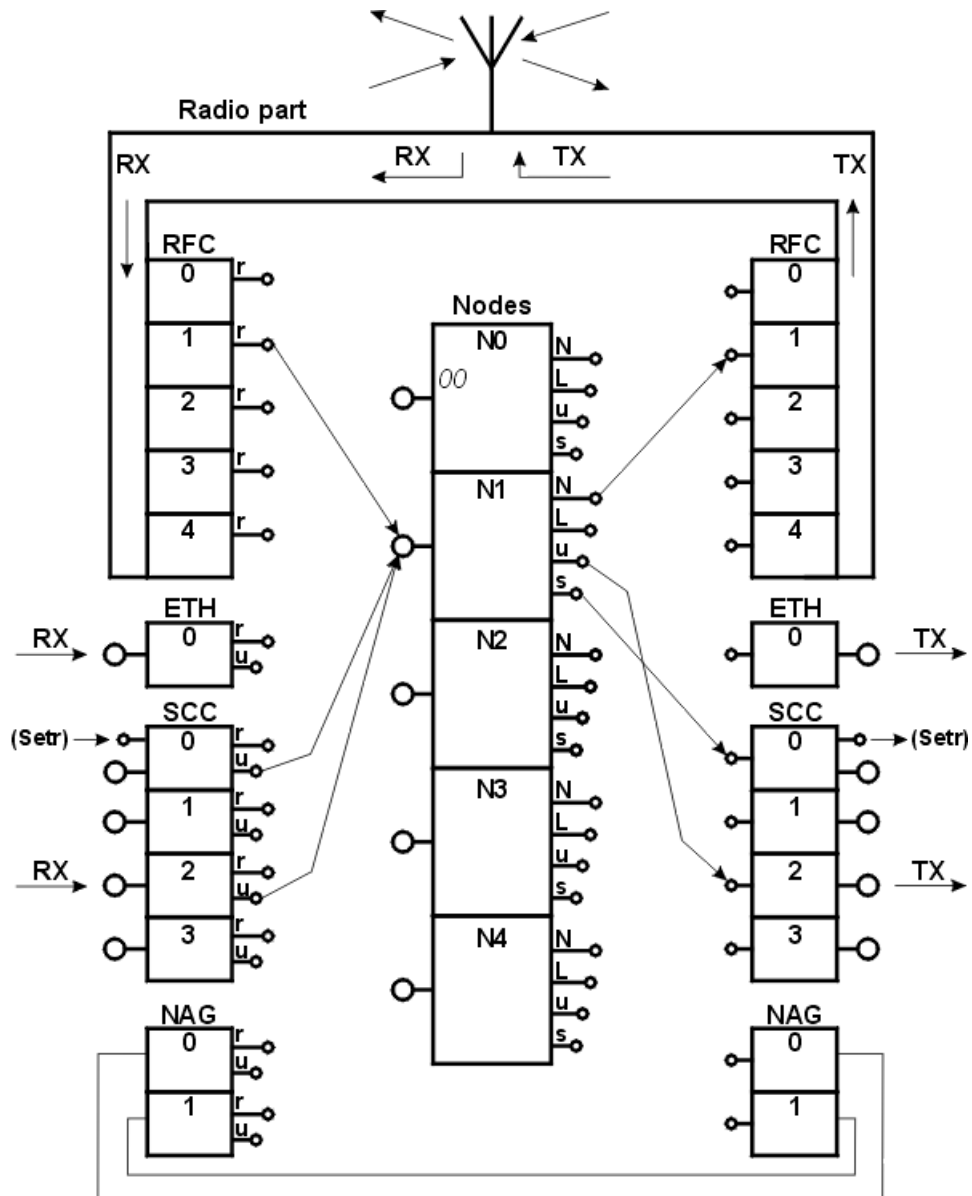 Radio part
RX RX TX TX
RFC RFC
0 r 0
Nodes
1 r N0 N 1
00 L
2 r u 2
s
3 r N1 N 3
4 r L 4
u
s
ETH ETH
RX 0 r N2 N 0 TX
u L
u
SCC s SCC
(Setr) 0 r 0 (Setr)
u
1 r N3 N 1
u L
RX 2 r u 2 TX
u s
3 r N4 N 3
u L
NAG u NAG
0 r s 0
u
1 r 1
u